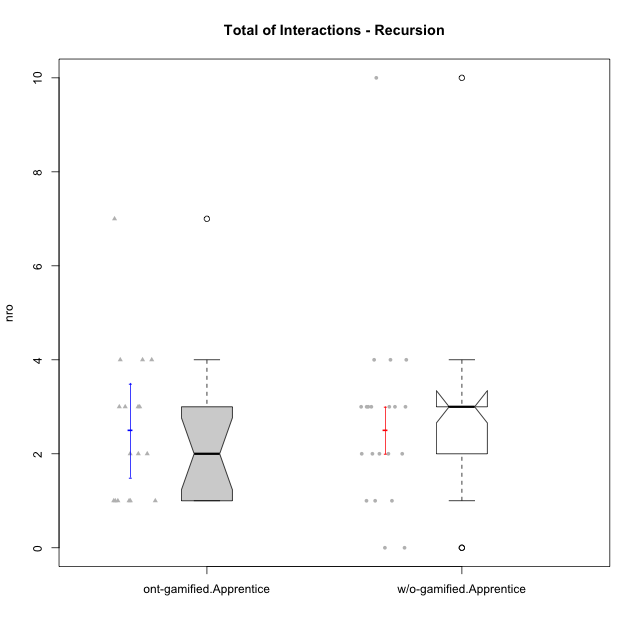 Total of Interactions - Recursion
10
8
6
4
2
0
nro
ont-gamified.Apprentice
w/o-gamified.Apprentice